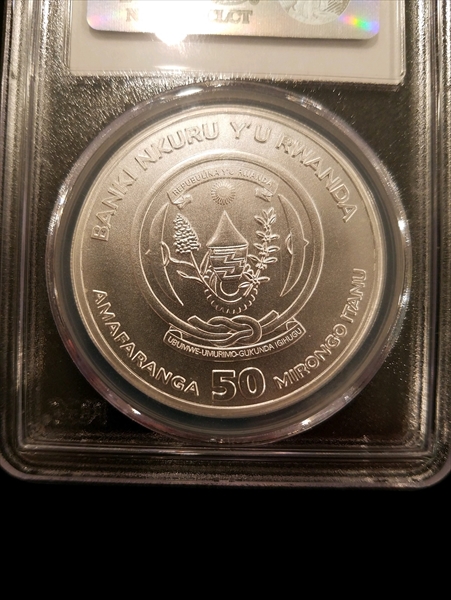 BANKI NKURU Y'U RWANDA
REPUBULIKA Y'U RWANDA
UBUMWE-UMURIMO-GUKUNDA IGIHUGU
AMAFARANGA 50 MIRONGO ITANU